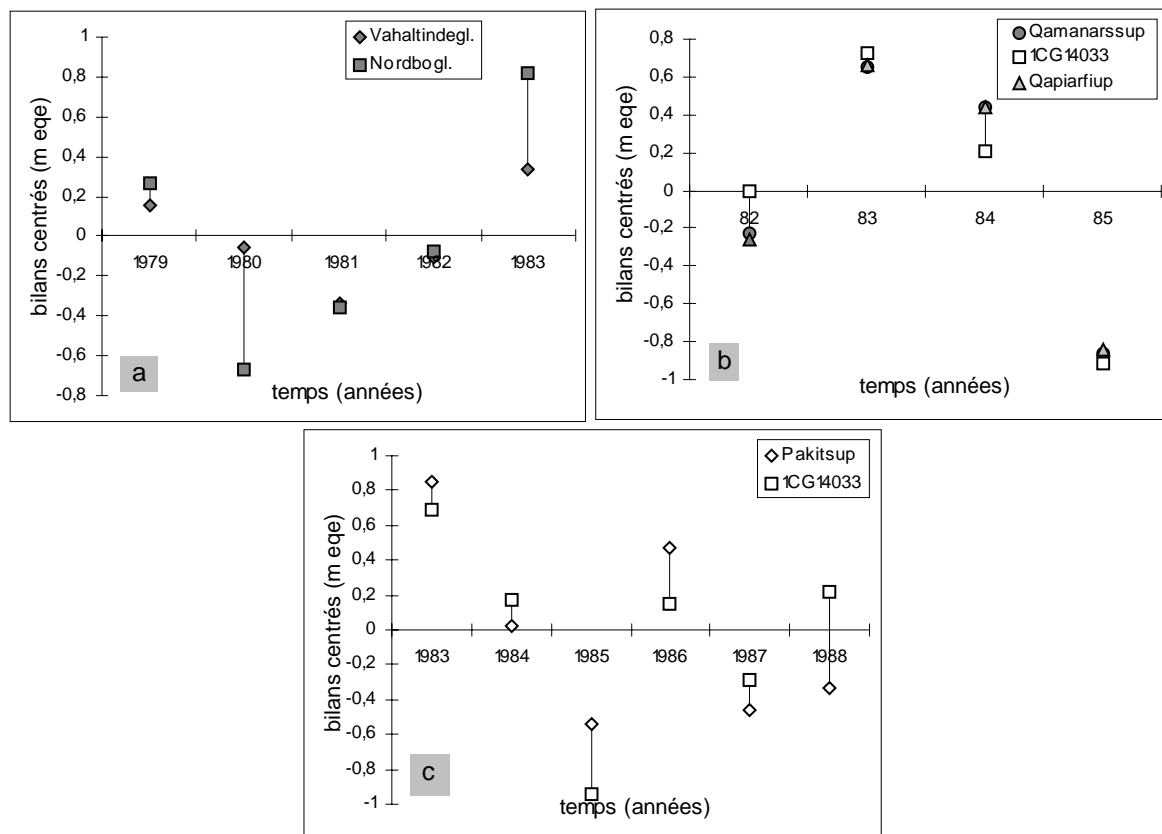 bilans centrés (m eqe)
1
0,8
0,6
0,4
0,2
0
-0,2
-0,4
-0,6
-0,8
1979
1980
1981
1982
1983
Vahaltindegl.
Nordbogl.
a
temps (années)
bilans centrés (m eqe)
0,8
0,6
0,4
0,2
0
-0,2
-0,4
-0,6
-0,8
-1
82
83
84
85
Qamanarssup
1CG14033
Qapiarfiup
b
temps (années)
bilans centrés (m eqe)
1
0,8
0,6
0,4
0,2
0
-0,2
-0,4
-0,6
-0,8
-1
1983
1984
1985
1986
1987
1988
Pakitsup
1CG14033
c
temps (années)